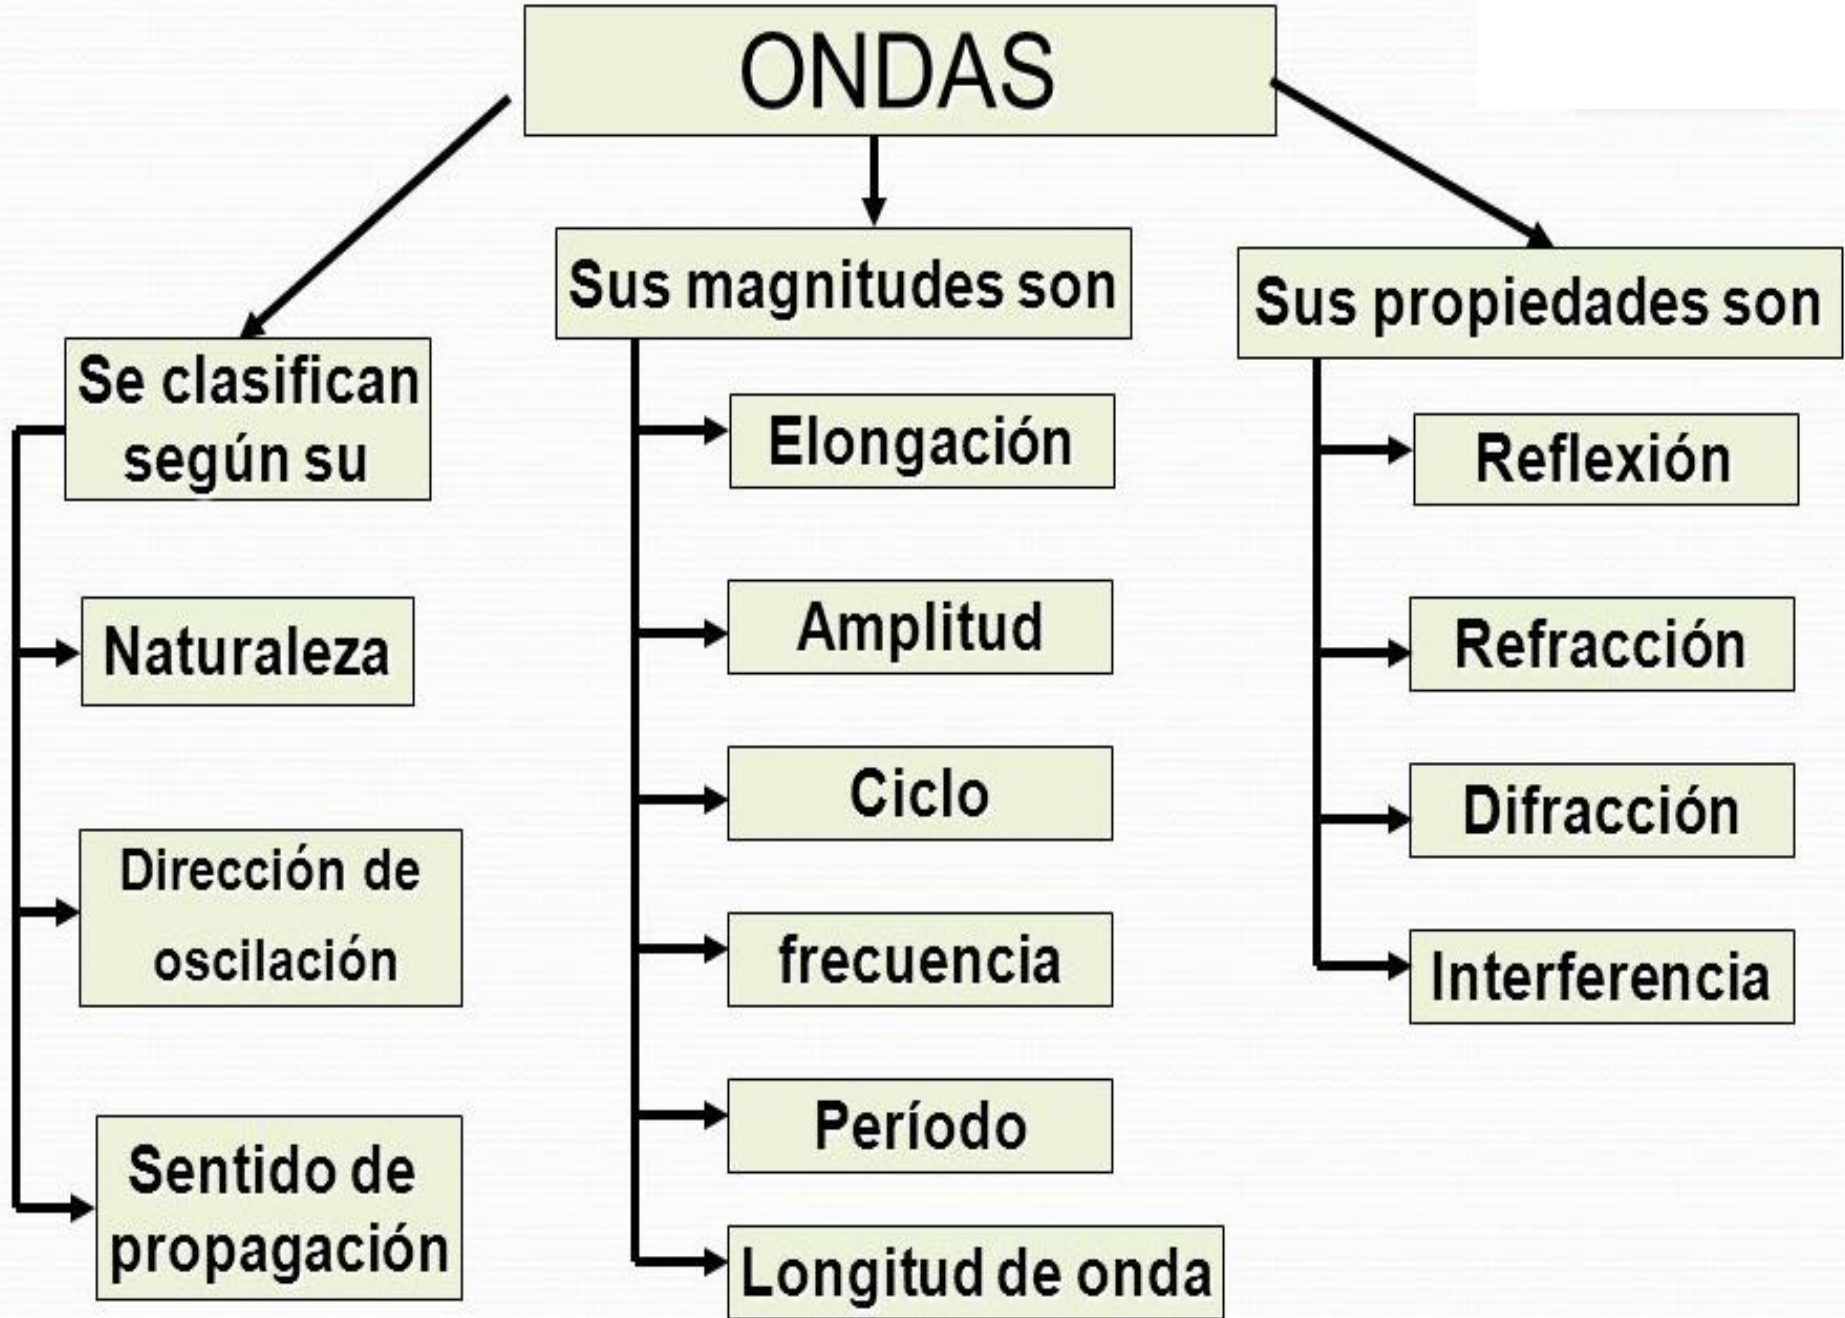 ONDAS
Se clasifican
según su
Naturaleza
Dirección de
oscilación
Sentido de
propagación
Sus magnitudes son
Elongación
Amplitud
Ciclo
frecuencia
Período
Longitud de onda
Sus propiedades son
Reflexión
Refracción
Difracción
Interferencia